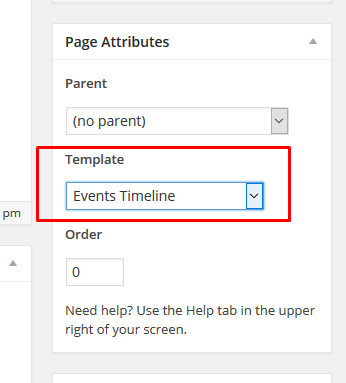 Page Attributes
Parent
(no parent)
Template
Events Timeline
pm
Order
0
Need help? Use the Help tab in the upper
right of your screen.